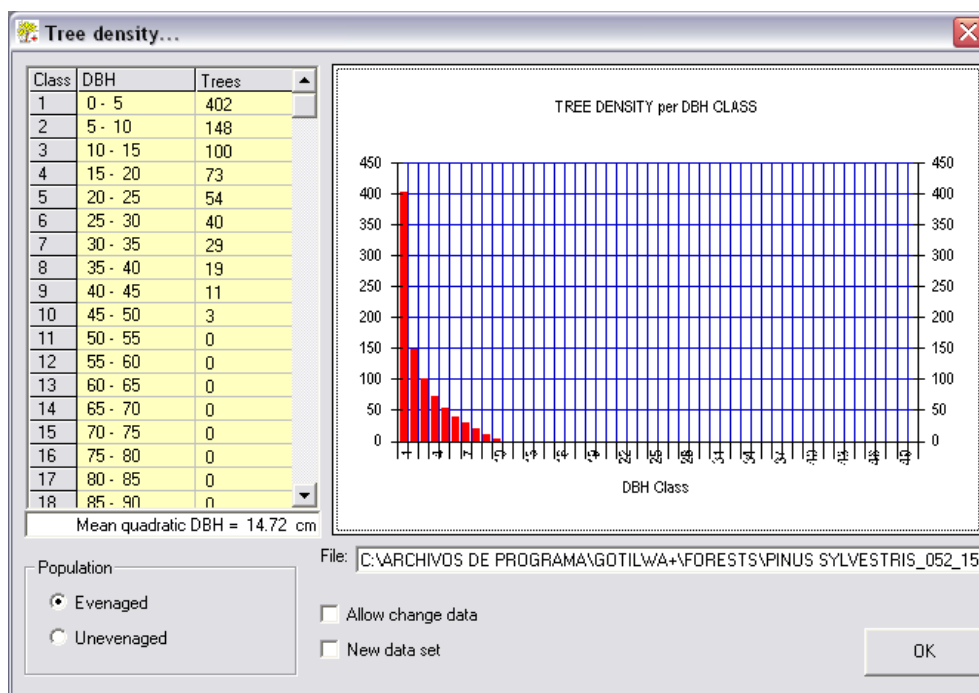 Tree density...
Class DBH Trees
1 0 - 5 402
2 5 - 10 148
3 10 - 15 100
4 15 - 20 73
5 20 - 25 54
6 25 - 30 40
7 30 - 35 29
8 35 - 40 19
9 40 - 45 11
10 45 - 50 3
11 50 - 55 0
12 55 - 60 0
13 60 - 65 0
14 65 - 70 0
15 70 - 75 0
16 75 - 80 0
17 80 - 85 0
18 85 - 90 0
Mean quadratic DBH = 14.72 cm
TREE DENSITY per DBH CLASS
450 450
400 400
350 350
300 300
250 250
200 200
150 150
100 100
50 50
0 0
DBH Class
File: C:\ARCHIVOS DE PROGRAMA\GOTILWA+\FORESTS\PINUS SYLVESTRIS_052_15
Population
Evenaged
Unevenaged
Allow change data
New data set
OK